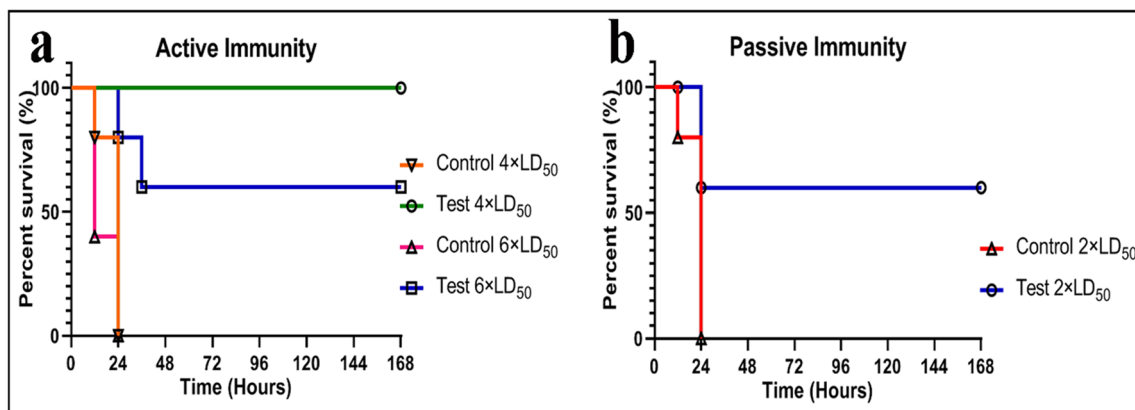 a
Active Immunity
Percent survival (%)
100
50
0
0 24 48 72 96 120 144 168
Time (Hours)
Control 4×LD50
Test 4×LD50
Control 6×LD50
Test 6×LD50
b
Passive Immunity
Percent survival (%)
100
50
0
0 24 48 72 96 120 144 168
Time (Hours)
Control 2×LD50
Test 2×LD50